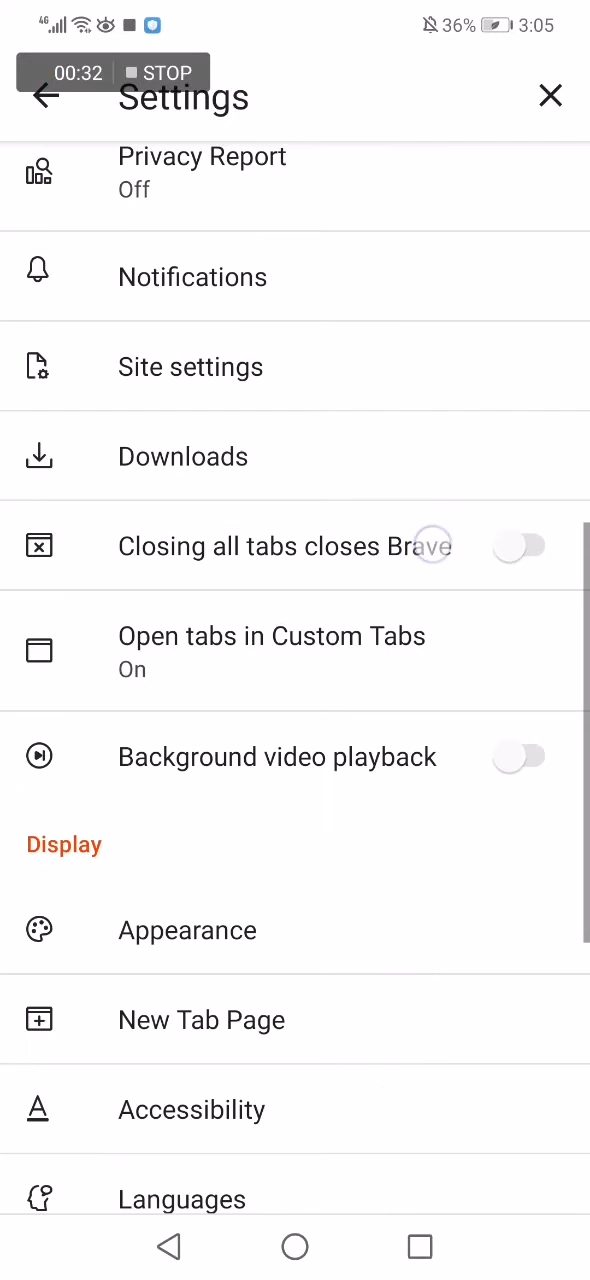 4G 36% 3:05
00:32 STOP
Settings
Privacy Report
Off
Notifications
Site settings
Downloads
Closing all tabs closes Brave
Open tabs in Custom Tabs
On
Background video playback
Display
Appearance
New Tab Page
Accessibility
Languages